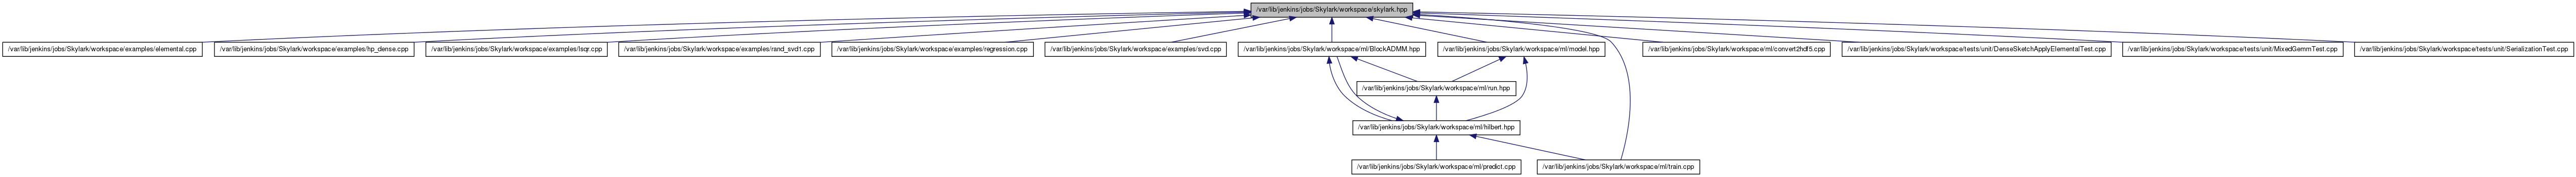 /var/lib/jenkins/jobs/Skylark/workspace/skylark.hpp
/var/lib/jenkins/jobs/Skylark/workspace/examples/elemental.cpp
/var/lib/jenkins/jobs/Skylark/workspace/examples/hp_dense.cpp
/var/lib/jenkins/jobs/Skylark/workspace/examples/lsqr.cpp
/var/lib/jenkins/jobs/Skylark/workspace/examples/rand_svd1.cpp
/var/lib/jenkins/jobs/Skylark/workspace/examples/regression.cpp
/var/lib/jenkins/jobs/Skylark/workspace/examples/svd.cpp
/var/lib/jenkins/jobs/Skylark/workspace/ml/BlockADMM.hpp
/var/lib/jenkins/jobs/Skylark/workspace/ml/model.hpp
/var/lib/jenkins/jobs/Skylark/workspace/ml/convert2hdf5.cpp
/var/lib/jenkins/jobs/Skylark/workspace/tests/unit/DenseSketchApplyElementalTest.cpp
/var/lib/jenkins/jobs/Skylark/workspace/tests/unit/MixedGemmTest.cpp
/var/lib/jenkins/jobs/Skylark/workspace/tests/unit/SerializationTest.cpp
/var/lib/jenkins/jobs/Skylark/workspace/ml/run.hpp
/var/lib/jenkins/jobs/Skylark/workspace/ml/hilbert.hpp
/var/lib/jenkins/jobs/Skylark/workspace/ml/predict.cpp
/var/lib/jenkins/jobs/Skylark/workspace/ml/train.cpp